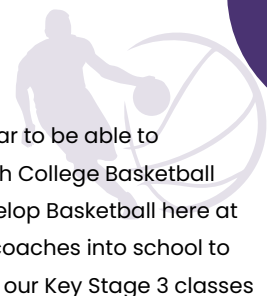 ar to be able to
h College Basketball
elop Basketball here at
coaches into school to
our Key Stage 3 classes